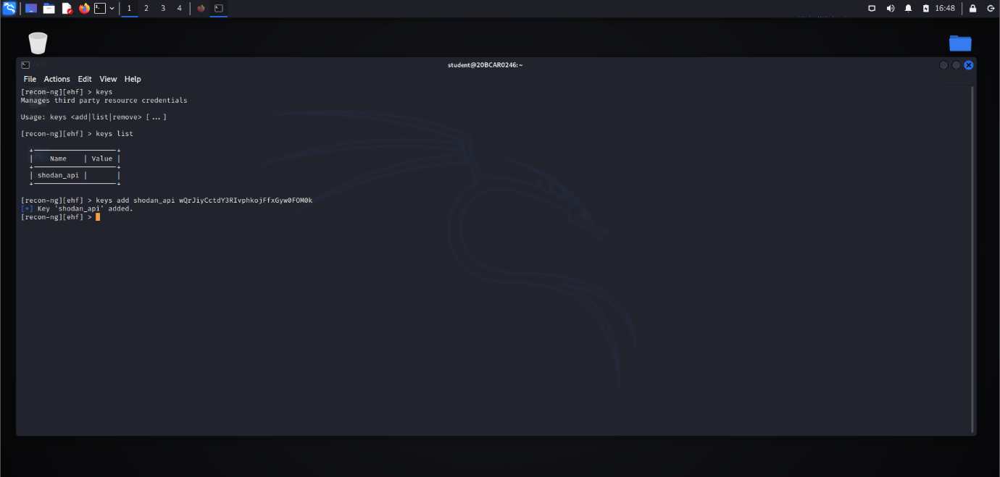 1 2 3 4 16:48
student@20BCAR0246:~
File Actions Edit View Help
[recon-ng][ehf] > keys
Manages third party resource credentials
Usage: keys <add|list|remove> [ ... ]
[recon-ng][ehf] > keys list
| Name | Value |
| shodan_api | |
[recon-ng][ehf] > keys add shodan_api wQrJiyCctdY3RIvphkojFfxGyw0FOM0k
[*] Key 'shodan_api' added.
[recon-ng][ehf] >